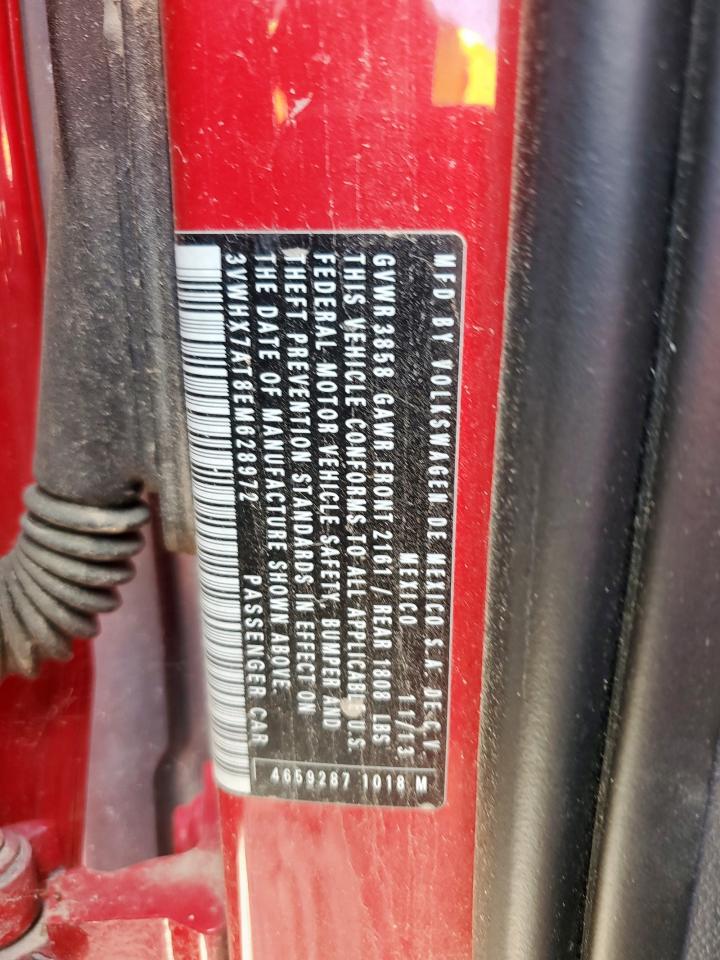 MFD BY VOLKSWAGEN DE MEXICO S.A. DE C.V
MEXICO 11/13
GVWR 3858 GAWR FRONT 2161 / REAR 1808 LBS
THIS VEHICLE CONFORMS TO ALL APPLICABLE U.S.
FEDERAL MOTOR VEHICLE SAFETY, BUMPER AND
THEFT PREVENTION STANDARDS IN EFFECT ON
THE DATE OF MANUFACTURE SHOWN ABOVE.
3VWHX7AT8EM628972 PASSENGER CAR
4659287 1018 M